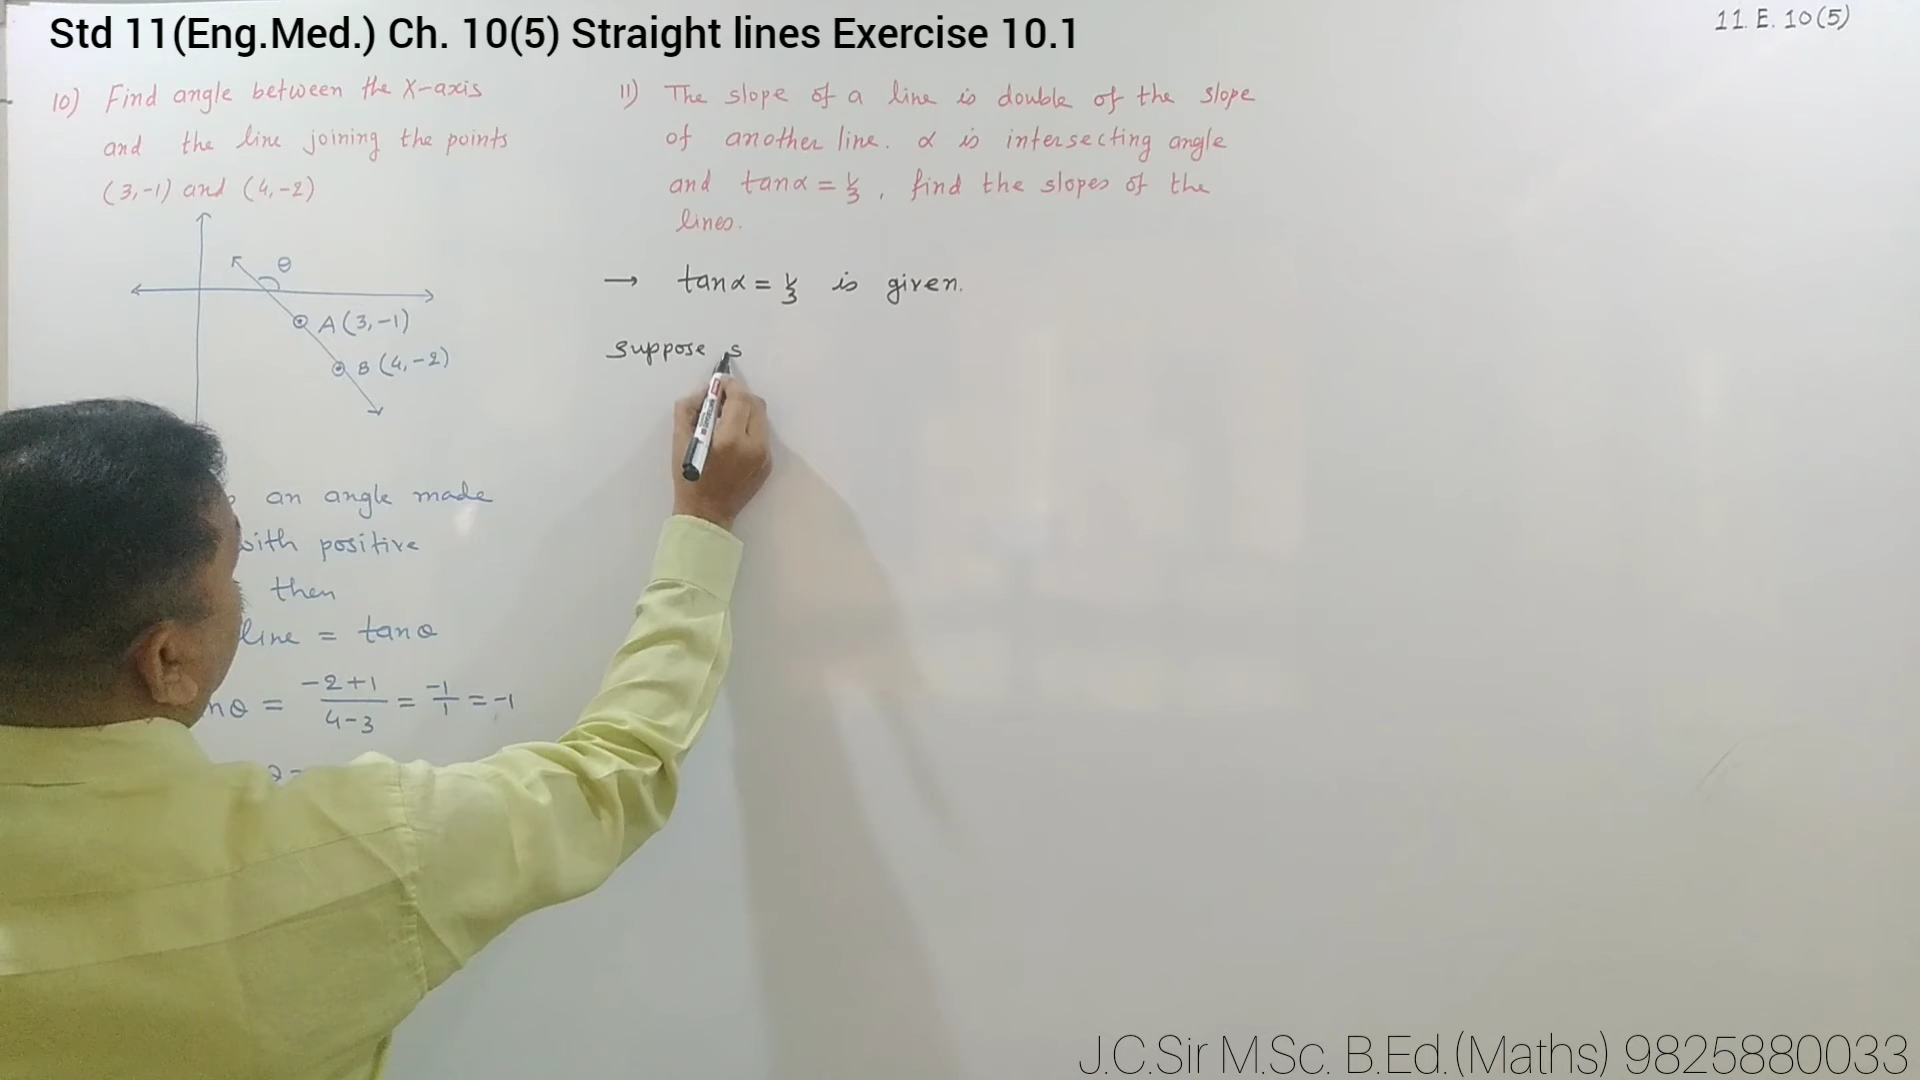 Std 11(Eng.Med.) Ch. 10(5) Straight lines Exercise 10.1
11. E. 10(5)
10) Find angle between the X-axis
and the line joining the points
(3,-1) and (4,-2)
θ
A(3,-1)
B(4,-2)
an angle made
with positive
then
line = tanθ
nθ = -2+1/4-3 = -1/1 = -1
11) The slope of a line is double of the slope
of another line. α is intersecting angle
and tanα = 1/3, find the slopes of the
lines.
→ tanα = 1/3 is given.
Suppose s
J.C.Sir M.Sc. B.Ed.(Maths) 9825880033